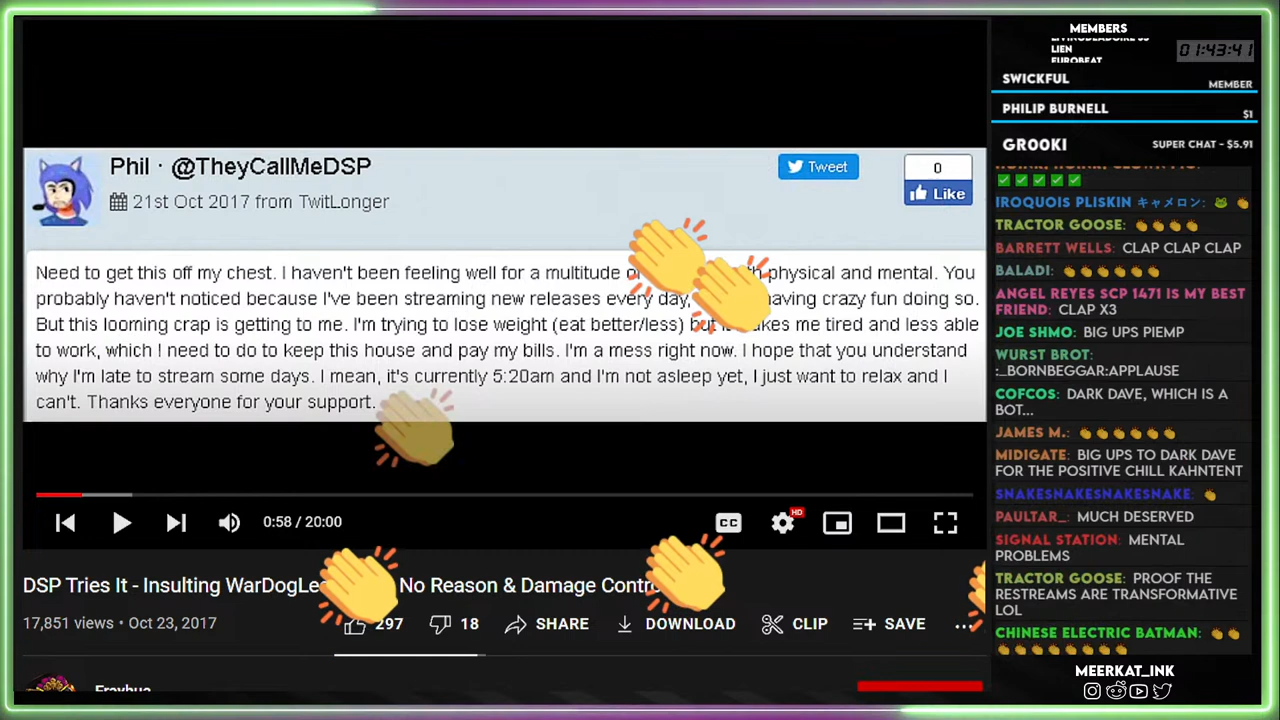 MEMBERS
LIEN
EUROBEAT
01:43:41
SWICKFUL
MEMBER
PHILIP BURNELL
$1
GROOKI
SUPER CHAT - $5.91
Phil · @TheyCallMeDSP
21st Oct 2017 from TwitLonger
Tweet
0
Like
Need to get this off my chest. I haven't been feeling well for a multitude physical and mental. You
probably haven't noticed because I've been streaming new releases every day, having crazy fun doing so.
But this looming crap is getting to me. I'm trying to lose weight (eat better/less) but makes me tired and less able
to work, which I need to do to keep this house and pay my bills. I'm a mess right now. I hope that you understand
why I'm late to stream some days. I mean, it's currently 5:20am and I'm not asleep yet, I just want to relax and I
can't. Thanks everyone for your support.
0:58 / 20:00
CC
HD
DSP Tries It - Insulting No Reason & Damage
17,851 views • Oct 23, 2017
297
18
SHARE
DOWNLOAD
CLIP
SAVE
...
IROQUOIS PLISKIN キャメロン:
TRACTOR GOOSE:
BARRETT WELLS: CLAP CLAP CLAP
BALADI:
ANGEL REYES SCP 1471 IS MY BEST
FRIEND: CLAP X3
JOE SHMO: BIG UPS PIEMP
WURST BROT:
:_BORNBEGGAR:APPLAUSE
COFCOS: DARK DAVE, WHICH IS A
BOT...
JAMES M.:
MIDIGATE: BIG UPS TO DARK DAVE
FOR THE POSITIVE CHILL KAHNTENT
SNAKESNAKESNAKESNAKE:
PAULTAR_: MUCH DESERVED
SIGNAL STATION: MENTAL
PROBLEMS
TRACTOR GOOSE: PROOF THE
RESTREAMS ARE TRANSFORMATIVE
LOL
CHINESE ELECTRIC BATMAN:
MEERKAT_INK